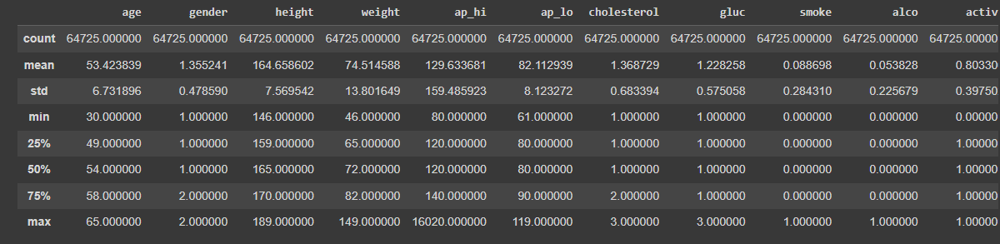 age gender height weight ap_hi ap_lo cholesterol gluc smoke alco activ
count 64725.000000 64725.000000 64725.000000 64725.000000 64725.000000 64725.000000 64725.000000 64725.000000 64725.000000 64725.000000 64725.00000
mean 53.423839 1.355241 164.658602 74.514588 129.633681 82.112939 1.368729 1.228258 0.088698 0.053828 0.80330
std 6.731896 0.478590 7.569542 13.801649 159.485923 8.123272 0.683394 0.575058 0.284310 0.225679 0.39750
min 30.000000 1.000000 146.000000 46.000000 80.000000 61.000000 1.000000 1.000000 0.000000 0.000000 0.00000
25% 49.000000 1.000000 159.000000 65.000000 120.000000 80.000000 1.000000 1.000000 0.000000 0.000000 1.00000
50% 54.000000 1.000000 165.000000 72.000000 120.000000 80.000000 1.000000 1.000000 0.000000 0.000000 1.00000
75% 58.000000 2.000000 170.000000 82.000000 140.000000 90.000000 2.000000 1.000000 0.000000 0.000000 1.00000
max 65.000000 2.000000 189.000000 149.000000 16020.000000 119.000000 3.000000 3.000000 1.000000 1.000000 1.00000